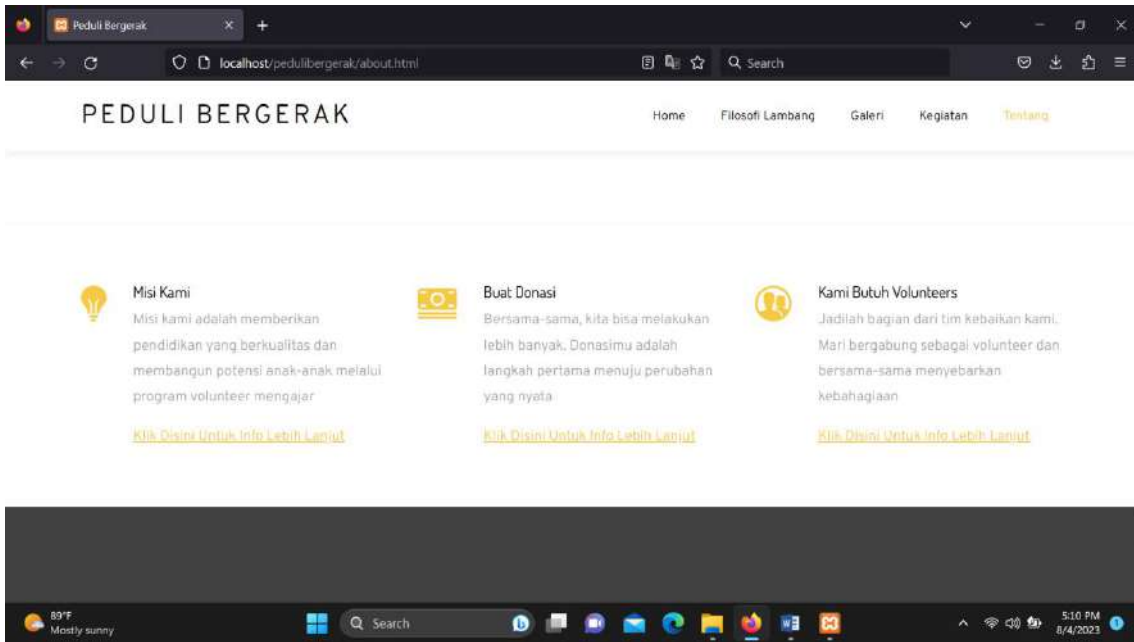 Peduli Bergerak
localhost/pedulibergerak/about.html
Search
PEDULI BERGERAK
Home Filosofi Lambang Galeri Kegiatan Tentang
Misi Kami
Misi kami adalah memberikan
pendidikan yang berkualitas dan
membangun potensi anak-anak melalui
program volunteer mengajar
Klik Disini Untuk Info Lebih Lanjut
Buat Donasi
Bersama-sama, kita bisa melakukan
lebih banyak. Donasimu adalah
langkah pertama menuju perubahan
yang nyata
Klik Disini Untuk Info Lebih Lanjut
Kami Butuh Volunteers
Jadilah bagian dari tim kebaikan kami.
Mari bergabung sebagai volunteer dan
bersama-sama menyebarkan
kebahagiaan
Klik Disini Untuk Info Lebih Lanjut
89°F
Mostly sunny
Search
5:10 PM
8/4/2023
1